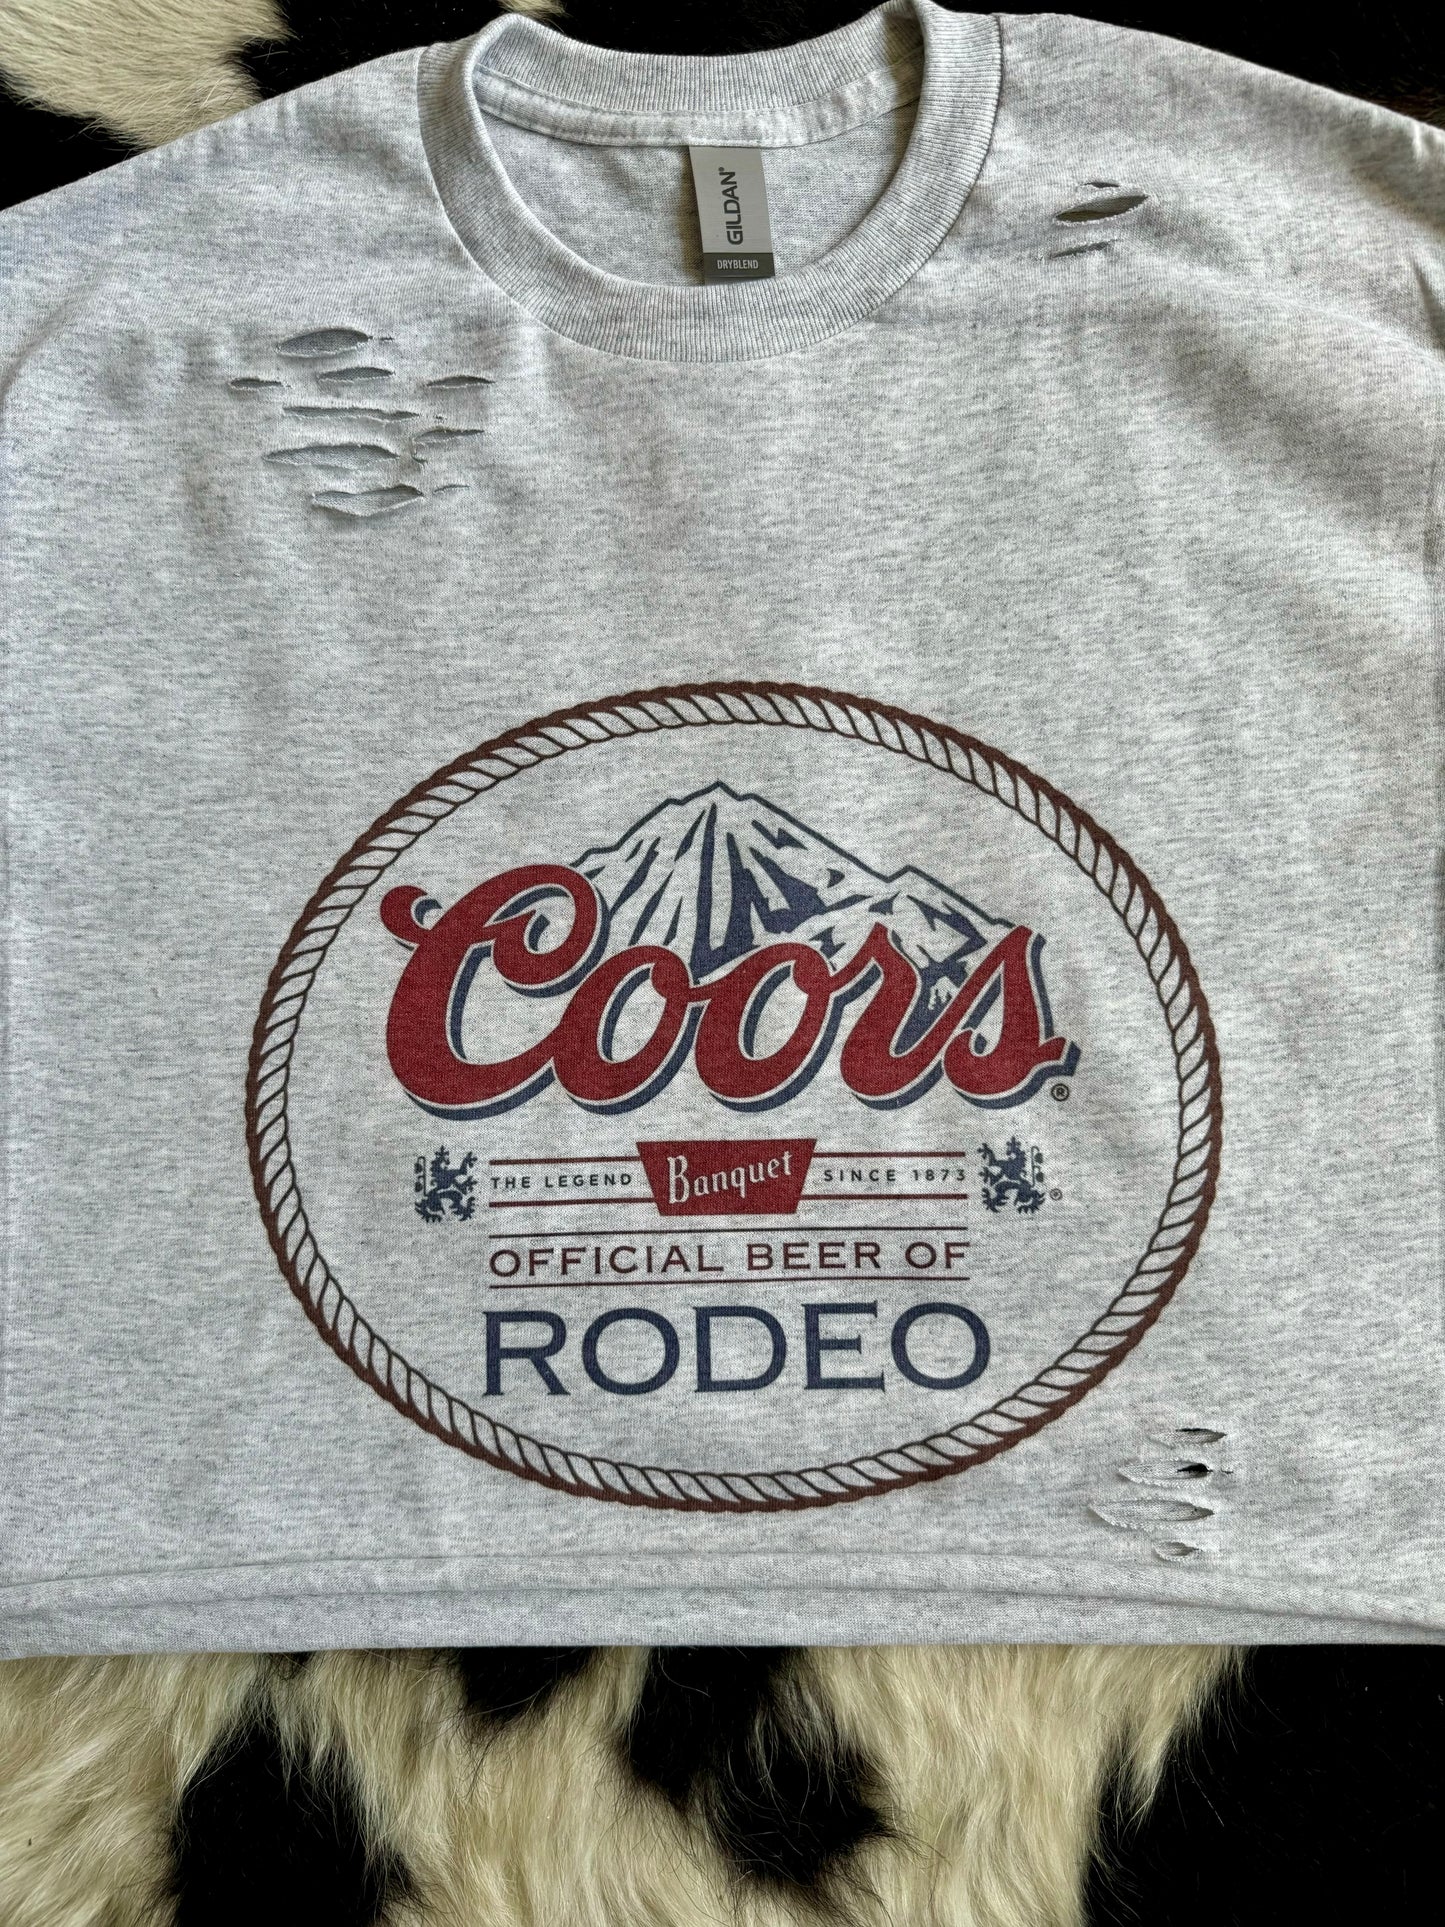 GILDAN®
DRYBLEND
Coors®
THE LEGEND Banquet SINCE 1873 ®
OFFICIAL BEER OF
RODEO